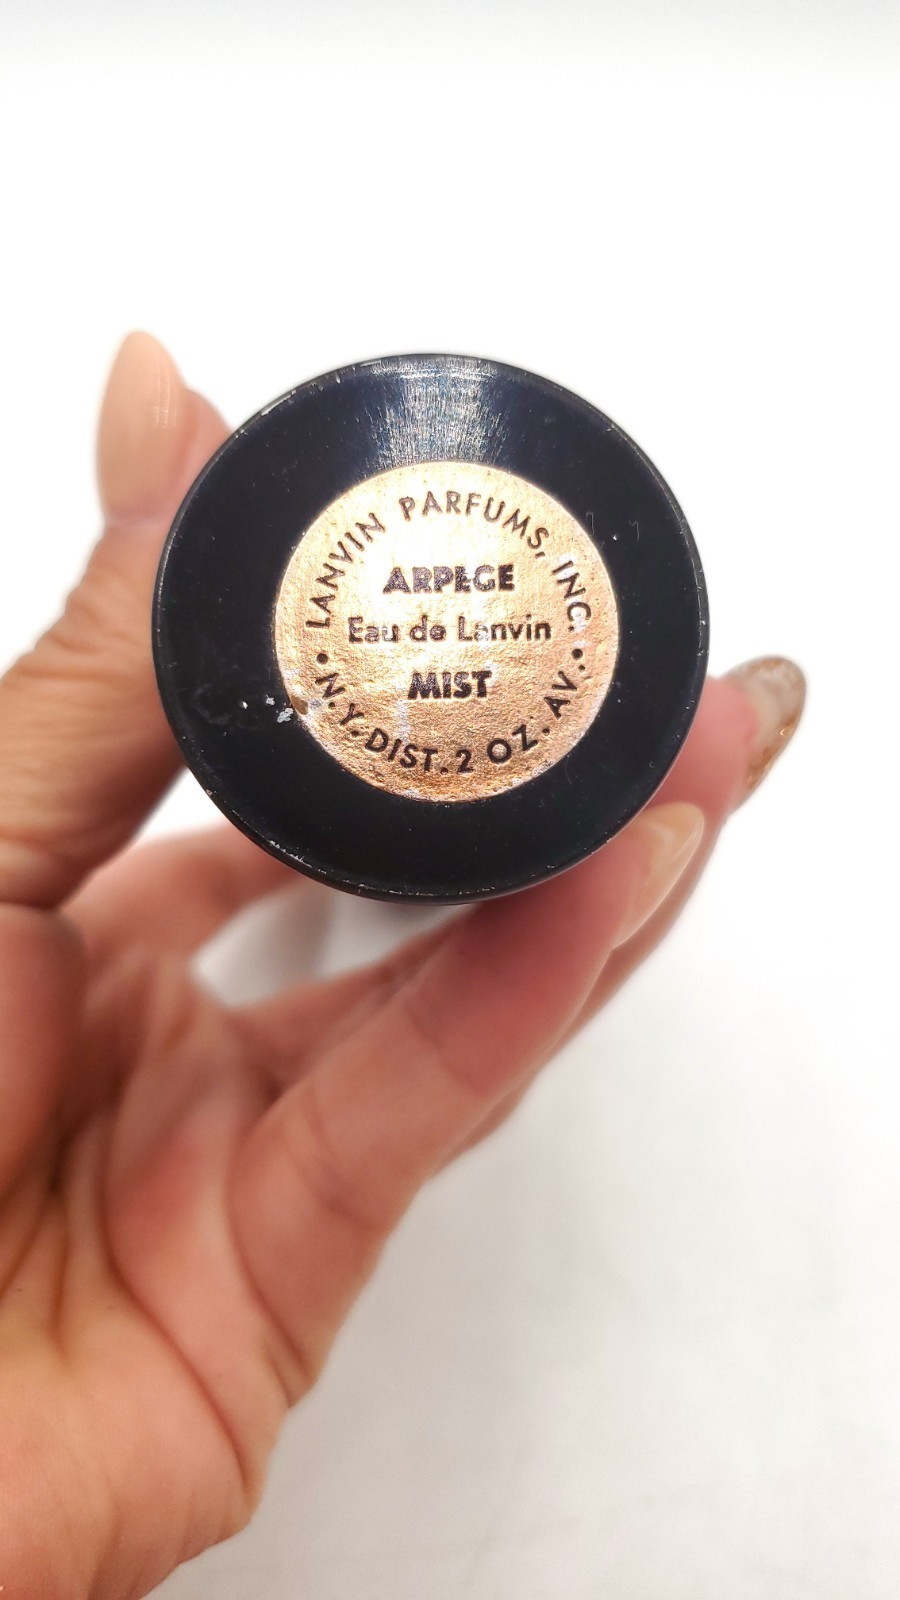 LANVIN PARFUMS, INC.
ARPEGE
Eau de Lanvin
MIST
• N.Y. DIST. 2 OZ. AV. •